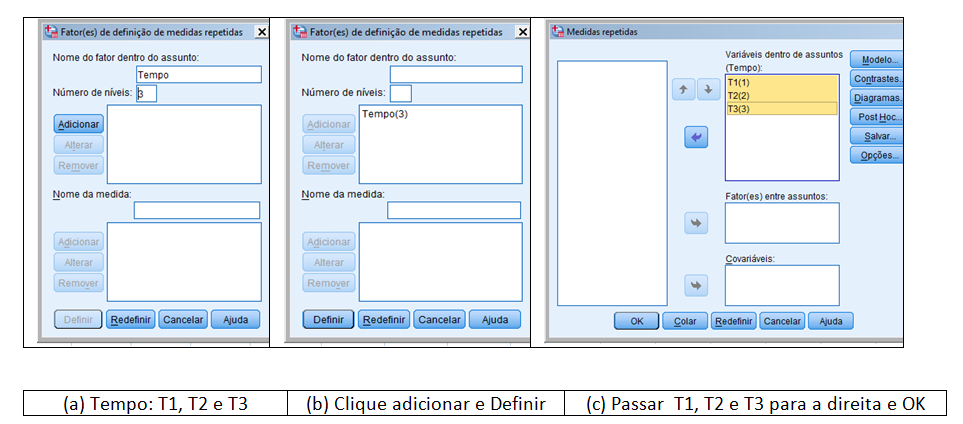 Fator(es) de definição de medidas repetidas
Nome do fator dentro do assunto:
Tempo
Número de níveis: 3
Adicionar
Alterar
Remover
Nome da medida:
Adicionar
Alterar
Remover
Definir Redefinir Cancelar Ajuda
Fator(es) de definição de medidas repetidas
Nome do fator dentro do assunto:
Número de níveis:
Adicionar
Tempo(3)
Alterar
Remover
Nome da medida:
Adicionar
Alterar
Remover
Definir Redefinir Cancelar Ajuda
Medidas repetidas
Variáveis dentro de assuntos
(Tempo):
T1(1)
T2(2)
T3(3)
Modelo...
Contrastes...
Diagramas...
Post Hoc...
Salvar...
Opções...
Fator(es) entre assuntos:
Covariáveis:
OK Colar Redefinir Cancelar Ajuda
(a) Tempo: T1, T2 e T3
(b) Clique adicionar e Definir
(c) Passar T1, T2 e T3 para a direita e OK